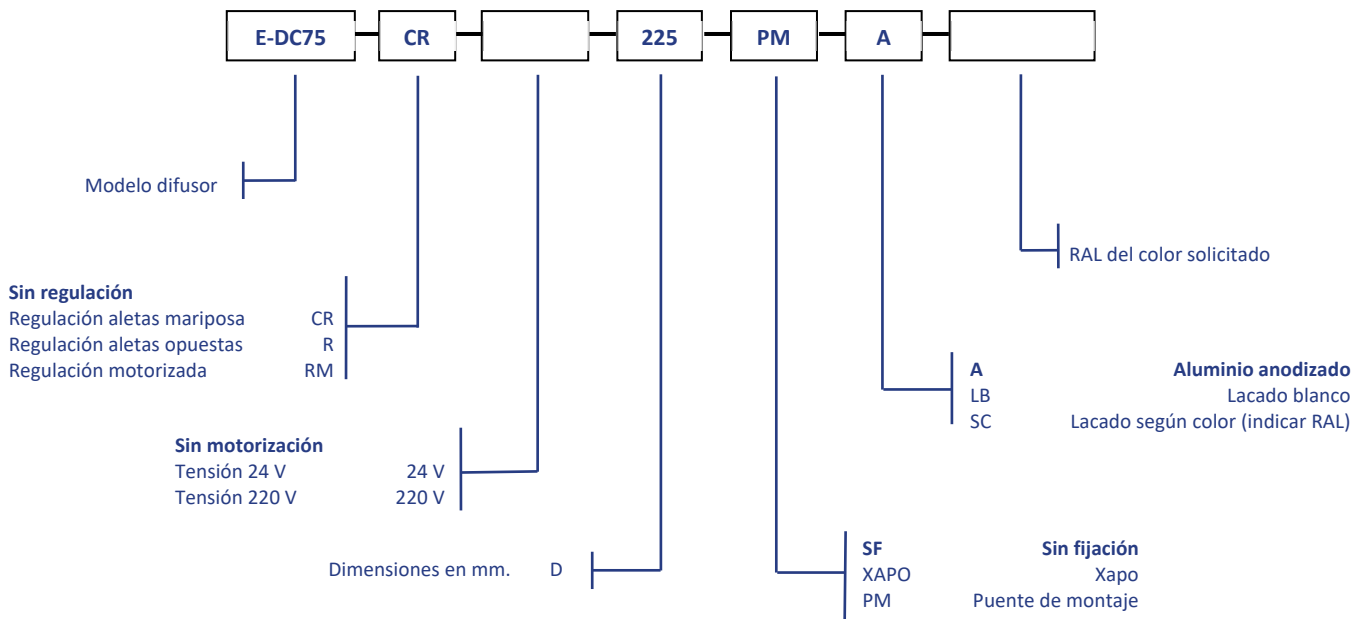 E-DC75 CR 225 PM A
Modelo difusor
RAL del color solicitado
Sin regulación
Regulación aletas mariposa CR
Regulación aletas opuestas R
Regulación motorizada RM
A Aluminio anodizado
LB Lacado blanco
SC Lacado según color (indicar RAL)
Sin motorización
Tensión 24 V 24 V
Tensión 220 V 220 V
Dimensiones en mm. D
SF Sin fijación
XAPO Xapo
PM Puente de montaje